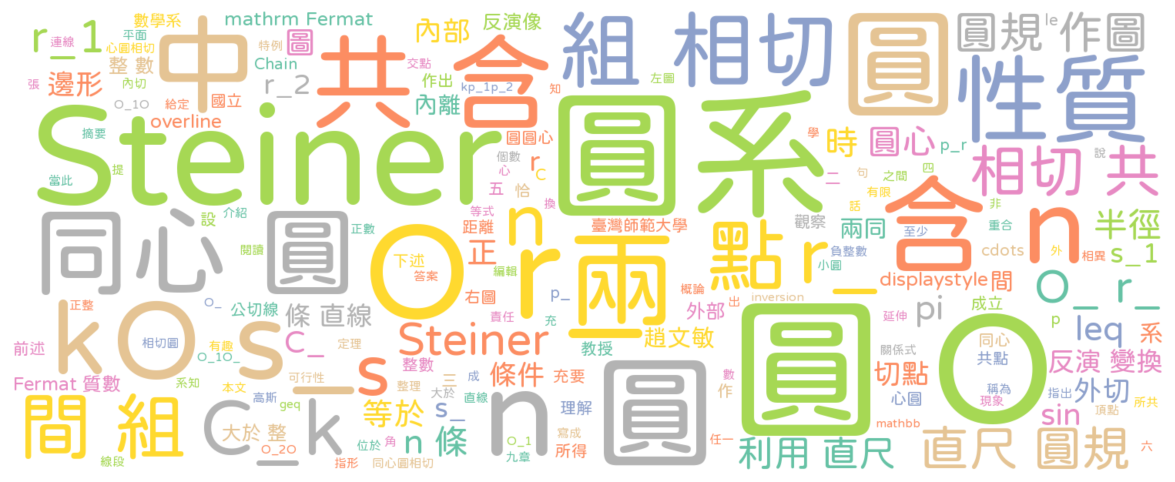 r_1 連線 數學系 mathrm Fermat 圖 內部 反演像 組 相切 圓 圓規 le 作圖
平面 心圓相切 特例 交點 左圖
整 數 中 Chain 共 作出 含 性質
張 內切 邊形 r_2 內離 kp_1p_2 知
O_1O 給定 國立 overline
摘要 Steiner 圓圓心 圓系 學 時 圓心 p_r 說
當此 提 個數 心 r C 二 句 四 之間 相切 共
五 恰 有限
同心 圓 設 介紹 等式 換 n 話 含 非 n
閱讀 正數 O 距離 臺灣師範大學 觀察 兩同 至少 重合 半徑
r 兩 點 r_ 負整數 cdots 外 相異 s_1
下述 正 編輯 小圓 displaystyle 間
正整 O_ 答案 右圖 p_ 概論 出 inversion O_ r_
k O 公切線 條 直線 責任 充 外部 延伸 pi 成立 p leq 系
相切圓 s_ C_ Steiner 趙文敏 同心
前述 有趣 定理 教授 關係式 共點 反演 變換
O_1O_ 整數 圓 圓 O
Fermat 質數 系知 可行性 s 三 成 條件 充要 數 切點 稱為 指出 外切
本文 整理 大於 直線 作 心圓 現象 所共
間 組 C_k 高斯 geq 等於 s_ n 理解 sin 頂點
大於 整 位於 角 n 條 O_1 寫成 mathbb
O_2O 九章 所得 任一 直尺 圓規 六
線段 指形 同心圓相切 利用 直尺